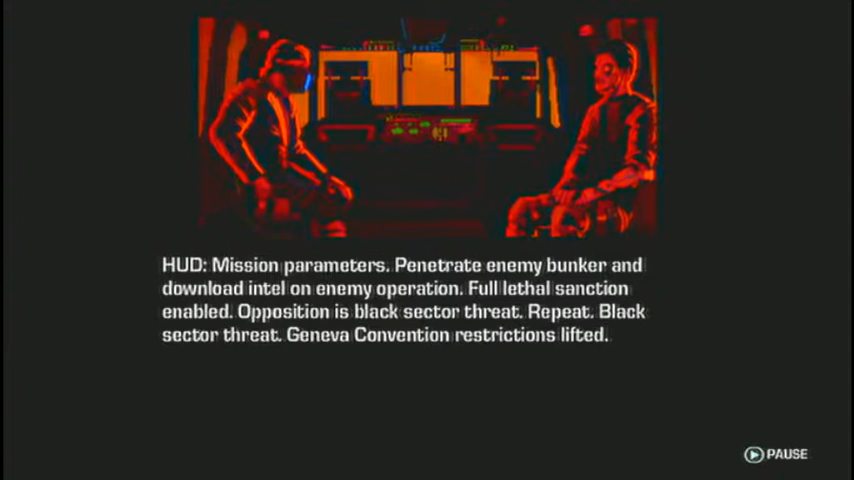 HUD: Mission parameters. Penetrate enemy bunker and
download intel on enemy operation. Full lethal sanction
enabled. Opposition is black sector threat. Repeat. Black
sector threat. Geneva Convention restrictions lifted.
PAUSE